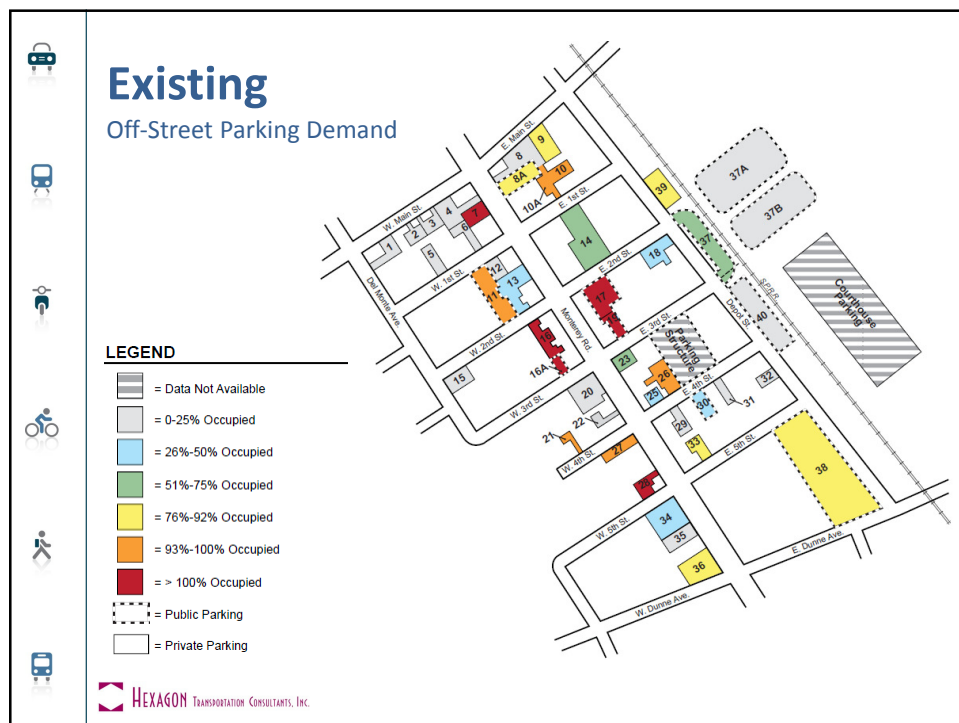 Existing
Off-Street Parking Demand
E. Main St.
8
9
8A
10
10A
W. Main St.
1
2
3
4
5
6
7
E. 1st St.
39
37A
37B
14
37
W. 1st St.
12
13
11
E. 2nd St.
18
S.P.R.R.
Del Monte Ave.
17
Monterey Rd.
Depot St.
40
Courthouse
Parking
W. 2nd St.
16
16A
E. 3rd St.
Parking
Structure
23
15
W. 3rd St.
20
22
26
25
E. 4th St.
30
31
32
29
33
21
27
W. 4th St.
E. 5th St.
38
28
W. 5th St.
34
35
36
E. Dunne Ave.
W. Dunne Ave.
LEGEND
= Data Not Available
= 0-25% Occupied
= 26%-50% Occupied
= 51%-75% Occupied
= 76%-92% Occupied
= 93%-100% Occupied
= > 100% Occupied
= Public Parking
= Private Parking
HEXAGON TRANSPORTATION CONSULTANTS, INC.